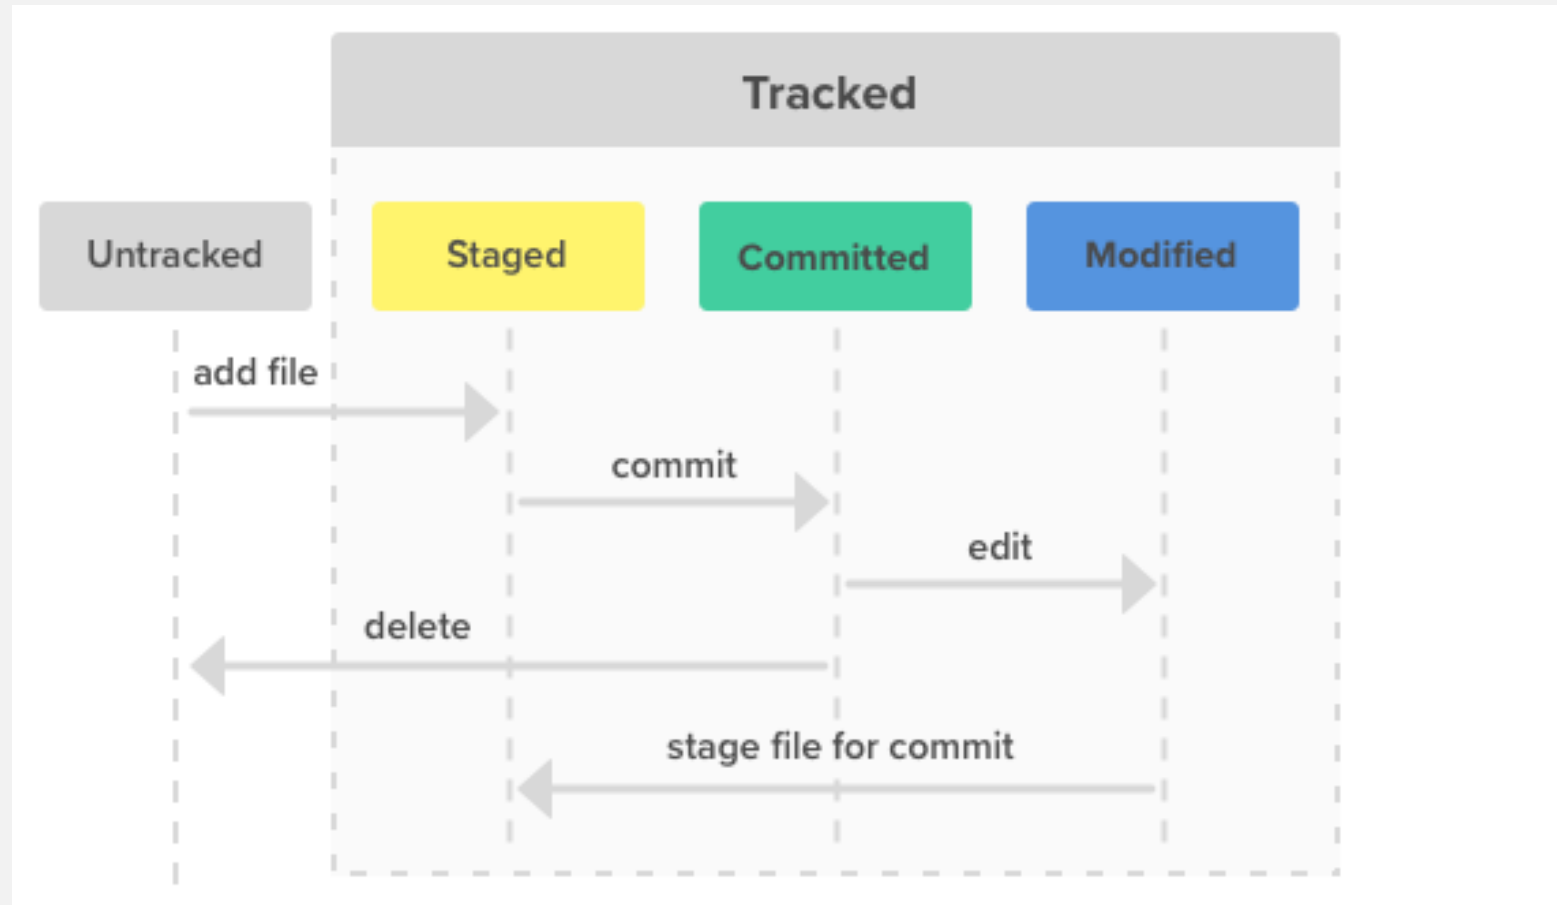 Tracked
Untracked
Staged
Committed
Modified
add file
commit
edit
delete
stage file for commit